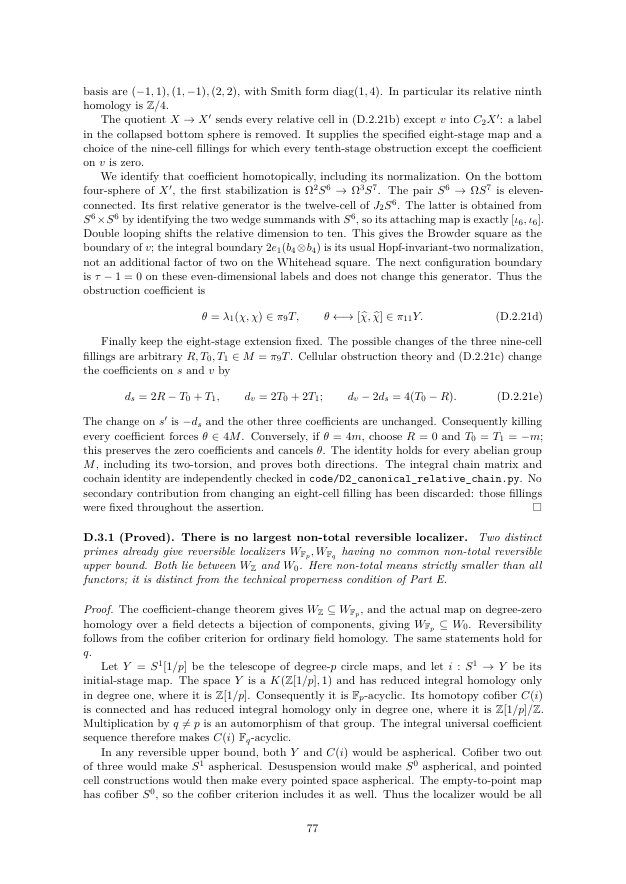 basis are (−1, 1), (1, −1), (2, 2), with Smith form diag(1, 4). In particular its relative ninth
homology is ℤ/4.
The quotient X → X′ sends every relative cell in (D.2.21b) except v into C₂X′: a label
in the collapsed bottom sphere is removed. It supplies the specified eight-stage map and a
choice of the nine-cell fillings for which every tenth-stage obstruction except the coefficient
on v is zero.
We identify that coefficient homotopically, including its normalization. On the bottom
four-sphere of X′, the first stabilization is Ω²S⁶ → Ω³S⁷. The pair S⁶ → ΩS⁷ is eleven-
connected. Its first relative generator is the twelve-cell of J₂S⁶. The latter is obtained from
S⁶×S⁶ by identifying the two wedge summands with S⁶, so its attaching map is exactly [ι₆, ι₆].
Double looping shifts the relative dimension to ten. This gives the Browder square as the
boundary of v; the integral boundary 2e₁(b₄⊗b₄) is its usual Hopf-invariant-two normalization,
not an additional factor of two on the Whitehead square. The next configuration boundary
is τ − 1 = 0 on these even-dimensional labels and does not change this generator. Thus the
obstruction coefficient is
θ = λ₁(χ, χ) ∈ π₉T, θ ⟷ [χ̂, χ̂] ∈ π₁₁Y. (D.2.21d)
Finally keep the eight-stage extension fixed. The possible changes of the three nine-cell
fillings are arbitrary R, T₀, T₁ ∈ M = π₉T. Cellular obstruction theory and (D.2.21c) change
the coefficients on s and v by
dₛ = 2R − T₀ + T₁, dᵥ = 2T₀ + 2T₁; dᵥ − 2dₛ = 4(T₀ − R). (D.2.21e)
The change on s′ is −dₛ and the other three coefficients are unchanged. Consequently killing
every coefficient forces θ ∈ 4M. Conversely, if θ = 4m, choose R = 0 and T₀ = T₁ = −m;
this preserves the zero coefficients and cancels θ. The identity holds for every abelian group
M, including its two-torsion, and proves both directions. The integral chain matrix and
cochain identity are independently checked in code/D2_canonical_relative_chain.py. No
secondary contribution from changing an eight-cell filling has been discarded: those fillings
were fixed throughout the assertion. □
D.3.1 (Proved). There is no largest non-total reversible localizer. Two distinct
primes already give reversible localizers W_{𝔽_p}, W_{𝔽_q} having no common non-total reversible
upper bound. Both lie between W_ℤ and W₀. Here non-total means strictly smaller than all
functors; it is distinct from the technical properness condition of Part E.
Proof. The coefficient-change theorem gives W_ℤ ⊆ W_{𝔽_p}, and the actual map on degree-zero
homology over a field detects a bijection of components, giving W_{𝔽_p} ⊆ W₀. Reversibility
follows from the cofiber criterion for ordinary field homology. The same statements hold for
q.
Let Y = S¹[1/p] be the telescope of degree-p circle maps, and let i : S¹ → Y be its
initial-stage map. The space Y is a K(ℤ[1/p], 1) and has reduced integral homology only
in degree one, where it is ℤ[1/p]. Consequently it is 𝔽_p-acyclic. Its homotopy cofiber C(i)
is connected and has reduced integral homology only in degree one, where it is ℤ[1/p]/ℤ.
Multiplication by q ≠ p is an automorphism of that group. The integral universal coefficient
sequence therefore makes C(i) 𝔽_q-acyclic.
In any reversible upper bound, both Y and C(i) would be aspherical. Cofiber two out
of three would make S¹ aspherical. Desuspension would make S⁰ aspherical, and pointed
cell constructions would then make every pointed space aspherical. The empty-to-point map
has cofiber S⁰, so the cofiber criterion includes it as well. Thus the localizer would be all
77